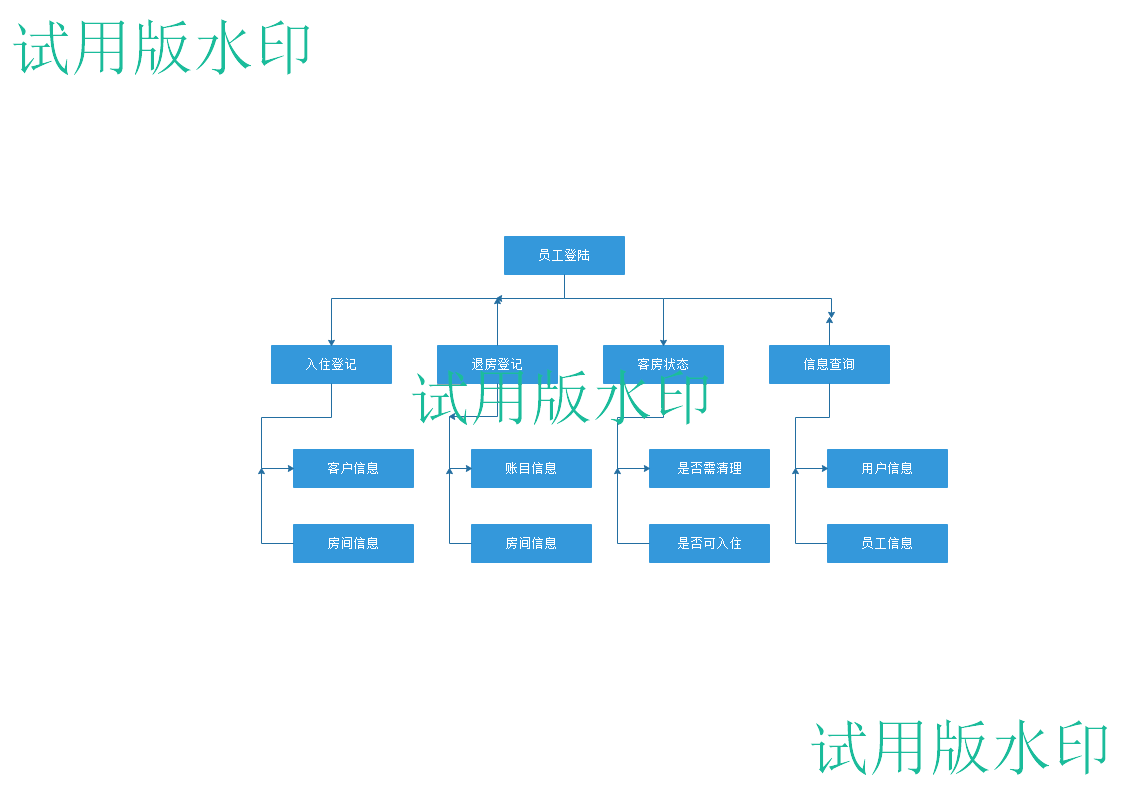 试用版水印
员工登陆
入住登记
退房登记
客房状态
信息查询
试用版水印
客户信息
账目信息
是否需清理
用户信息
房间信息
房间信息
是否可入住
员工信息
试用版水印